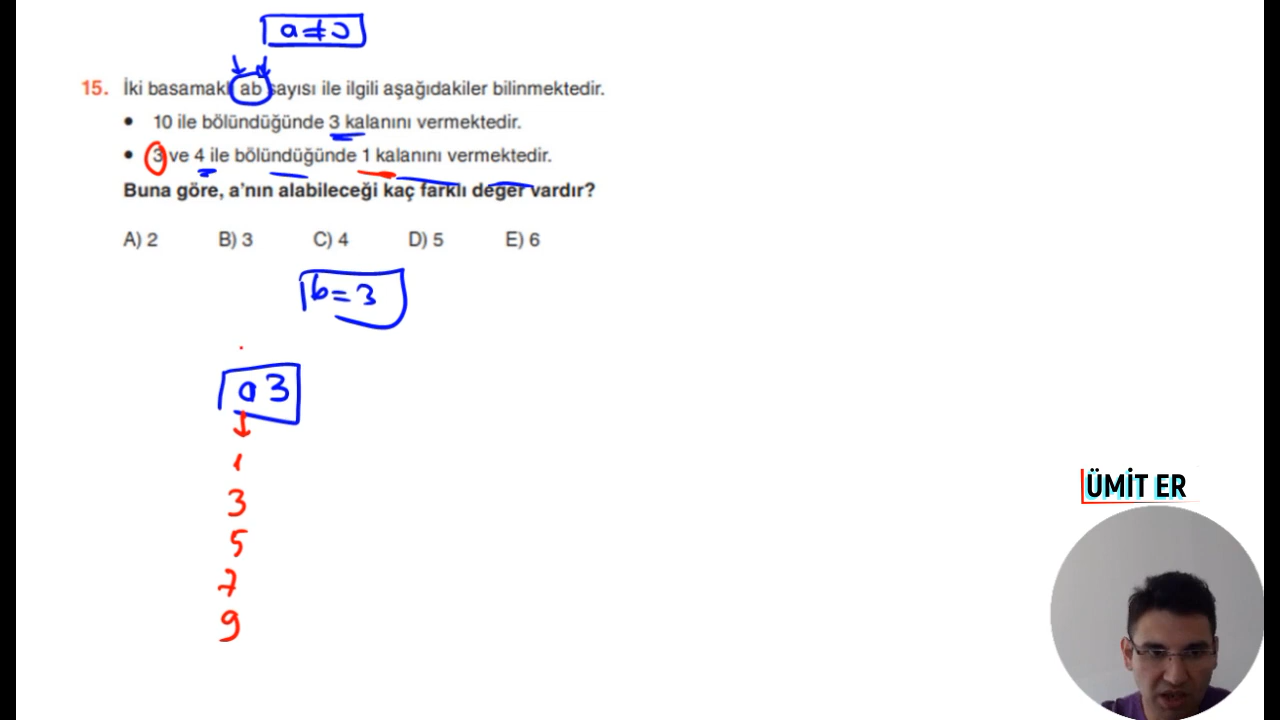 a≠0
15. İki basamaklı ab sayısı ile ilgili aşağıdakiler bilinmektedir.
• 10 ile bölündüğünde 3 kalanını vermektedir.
• 3 ve 4 ile bölündüğünde 1 kalanını vermektedir.
Buna göre, a'nın alabileceği kaç farklı değer vardır?
A) 2 B) 3 C) 4 D) 5 E) 6
b=3
a3
1
3
5
7
9
ÜMİT ER